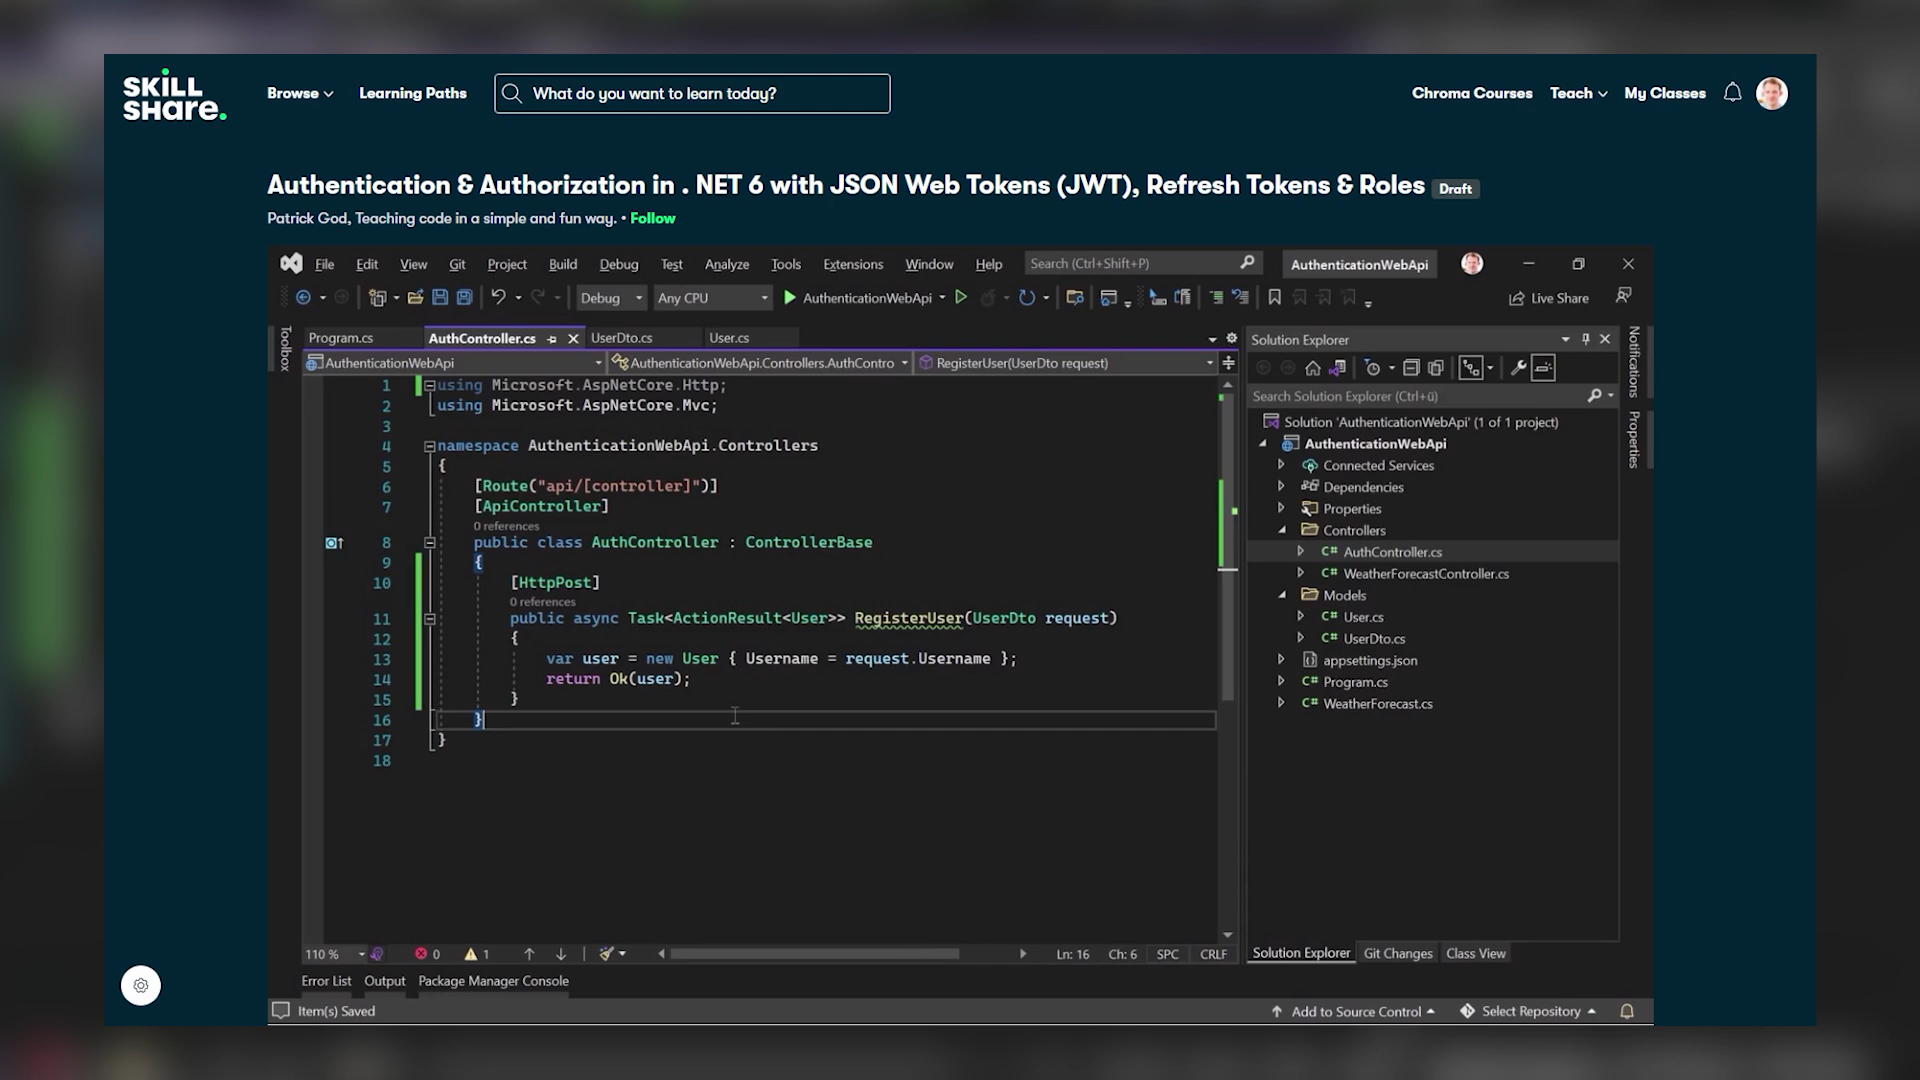 SKILL
SHare.
Browse
Learning Paths
What do you want to learn today?
Chroma Courses
Teach
My Classes
Authentication & Authorization in . NET 6 with JSON Web Tokens (JWT), Refresh Tokens & Roles
Draft
Patrick God, Teaching code in a simple and fun way. • Follow
File Edit View Git Project Build Debug Test Analyze Tools Extensions Window Help
Search (Ctrl+Shift+P)
AuthenticationWebApi
Debug
Any CPU
AuthenticationWebApi
Live Share
Toolbox
Program.cs
AuthController.cs
UserDto.cs
User.cs
AuthenticationWebApi
AuthenticationWebApi.Controllers.AuthContro
RegisterUser(UserDto request)
1 using Microsoft.AspNetCore.Http;
2 using Microsoft.AspNetCore.Mvc;
3
4 namespace AuthenticationWebApi.Controllers
5 {
6 [Route("api/[controller]")]
7 [ApiController]
0 references
8 public class AuthController : ControllerBase
9 {
10 [HttpPost]
0 references
11 public async Task<ActionResult<User>> RegisterUser(UserDto request)
12 {
13 var user = new User { Username = request.Username };
14 return Ok(user);
15 }
16 }
17 }
18
110 %
0
1
Ln: 16
Ch: 6
SPC
CRLF
Solution Explorer
Search Solution Explorer (Ctrl+ü)
Solution 'AuthenticationWebApi' (1 of 1 project)
AuthenticationWebApi
Connected Services
Dependencies
Properties
Controllers
C# AuthController.cs
C# WeatherForecastController.cs
Models
C# User.cs
C# UserDto.cs
appsettings.json
C# Program.cs
C# WeatherForecast.cs
Solution Explorer
Git Changes
Class View
Notifications
Properties
Error List
Output
Package Manager Console
Item(s) Saved
Add to Source Control
Select Repository